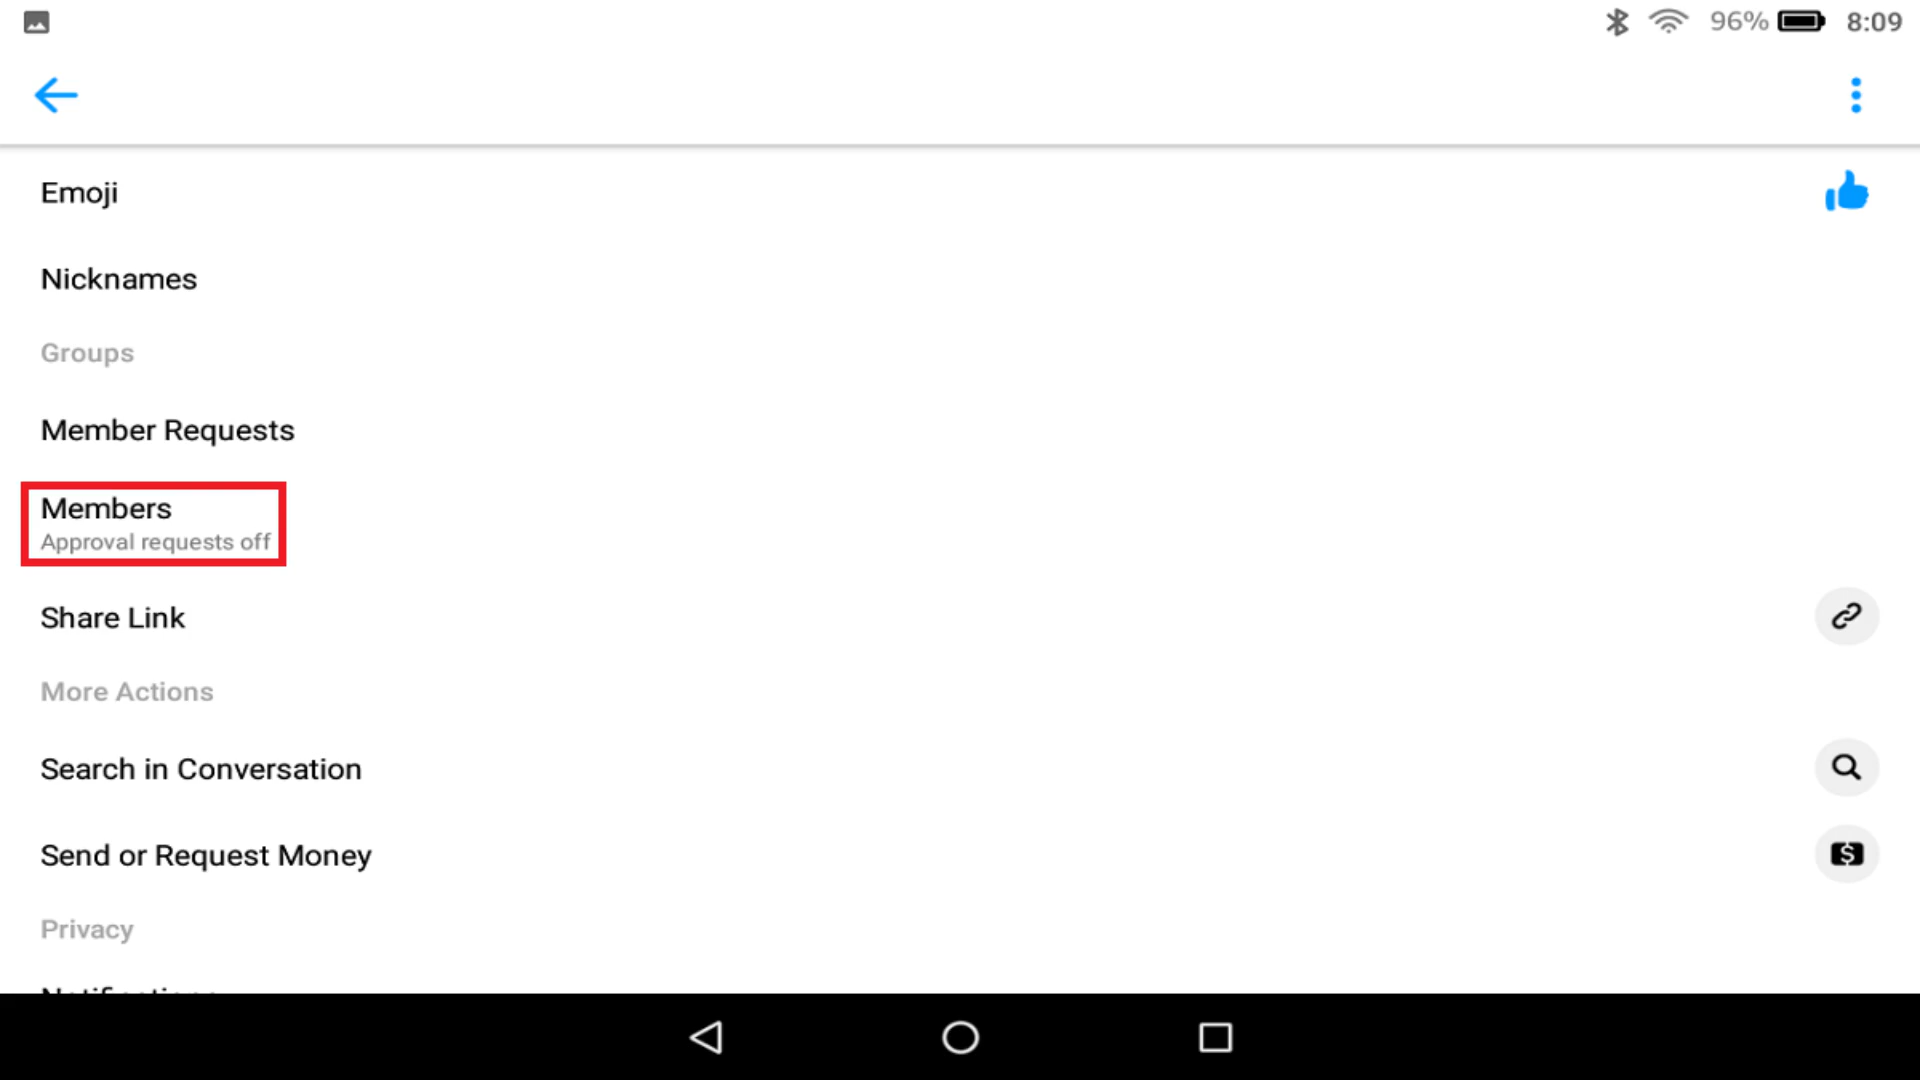 96% 8:09
Emoji
Nicknames
Groups
Member Requests
Members
Approval requests off
Share Link
More Actions
Search in Conversation
Send or Request Money
Privacy
Notifications